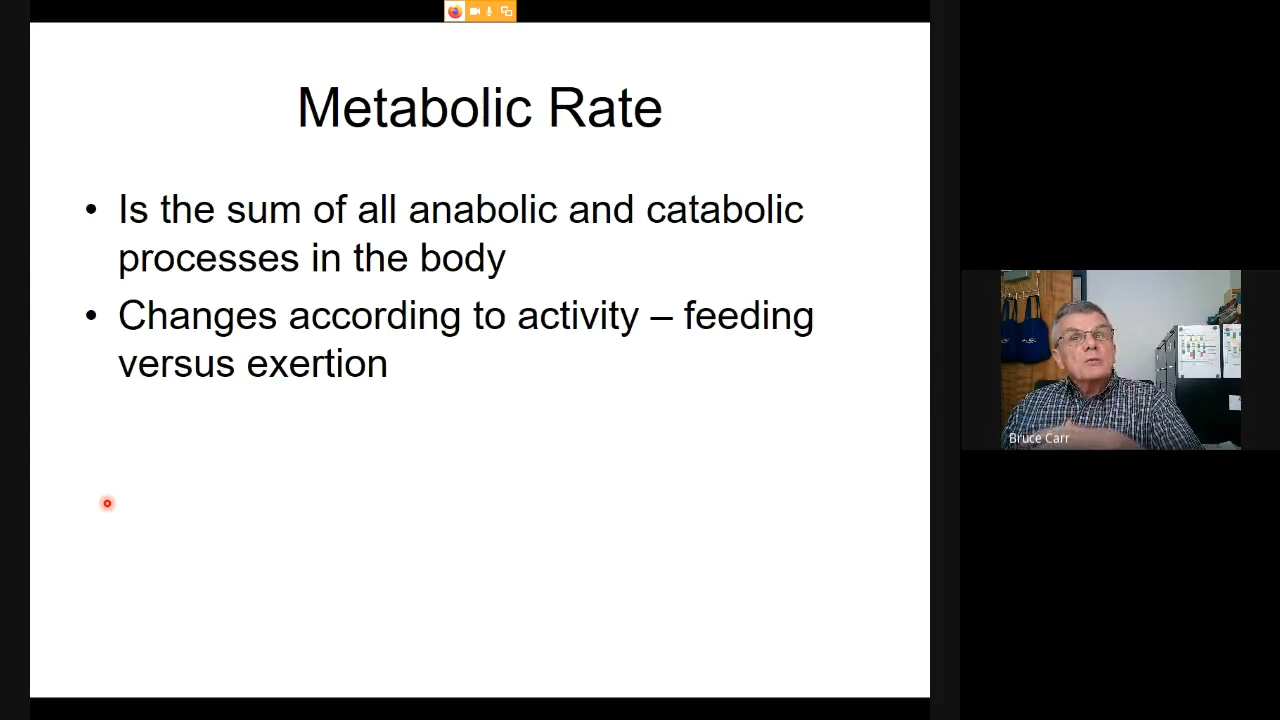 Metabolic Rate
• Is the sum of all anabolic and catabolic
processes in the body
• Changes according to activity – feeding
versus exertion
Bruce Carr